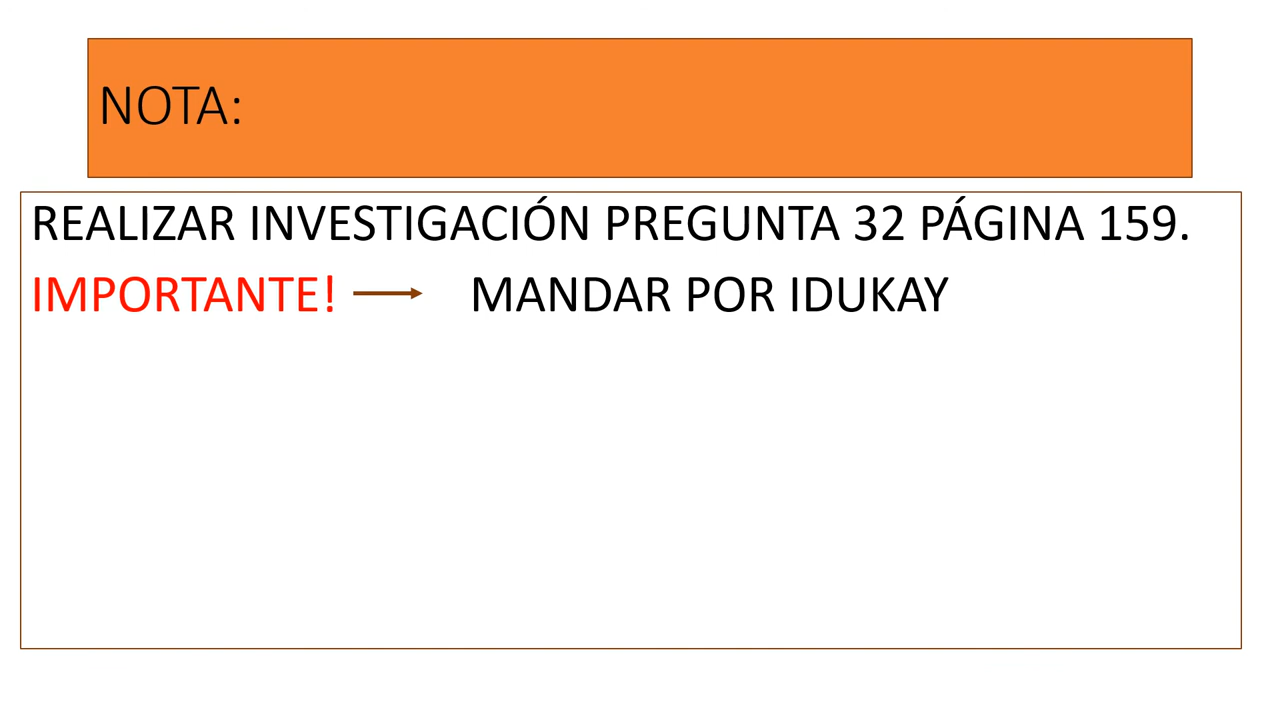 NOTA:
REALIZAR INVESTIGACIÓN PREGUNTA 32 PÁGINA 159.
IMPORTANTE! MANDAR POR IDUKAY